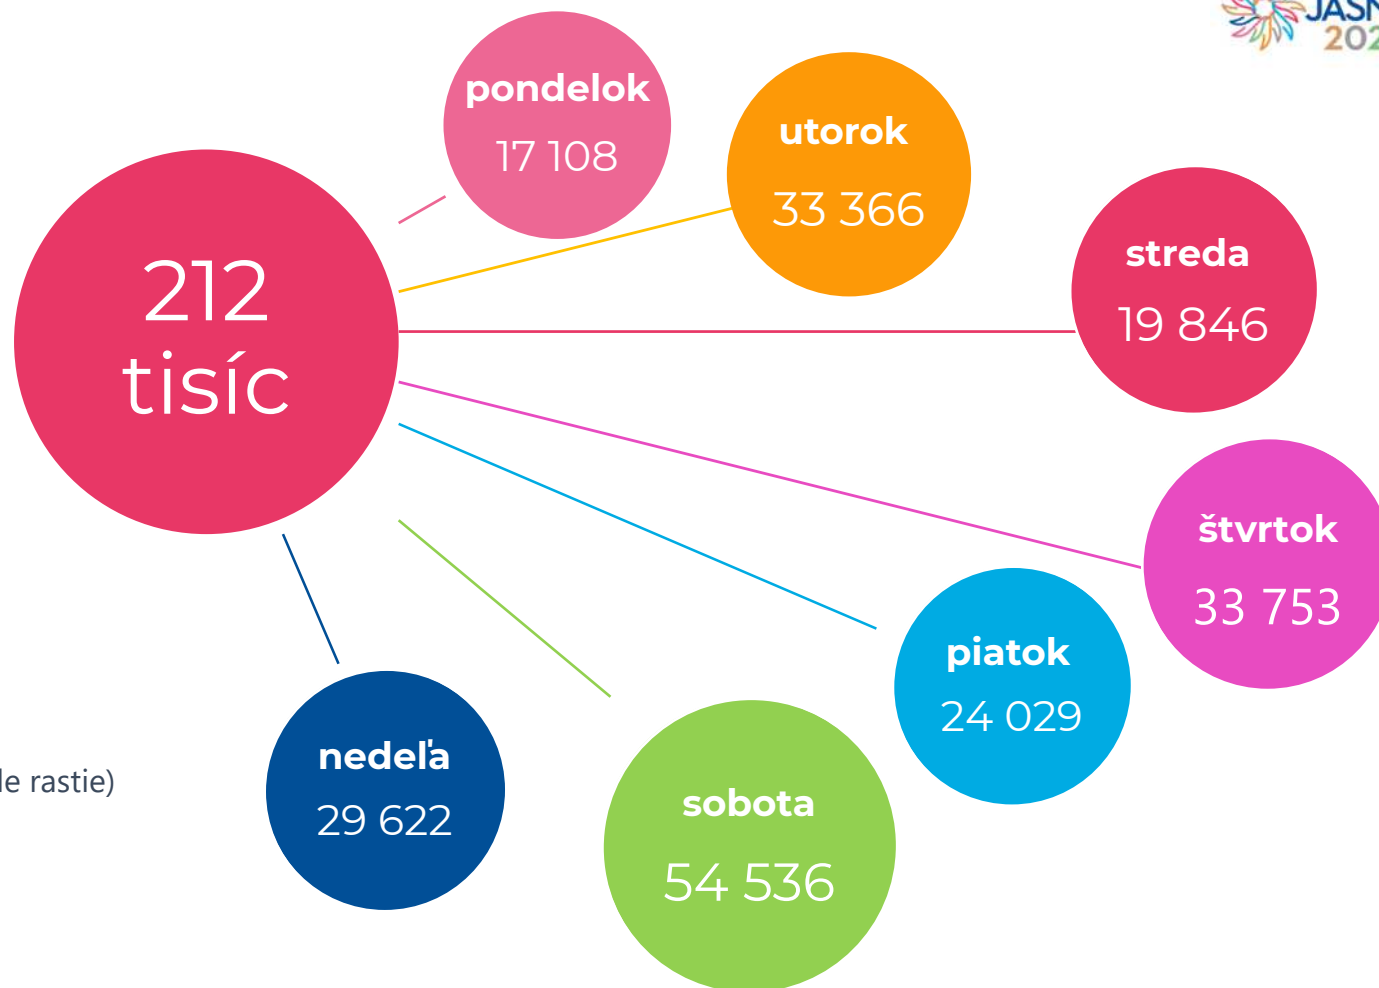 pondelok
17 108
utorok
33 366
streda
19 846
212
tisíc
štvrtok
33 753
piatok
24 029
sobota
54 536
nedeľa
29 622
rastie)